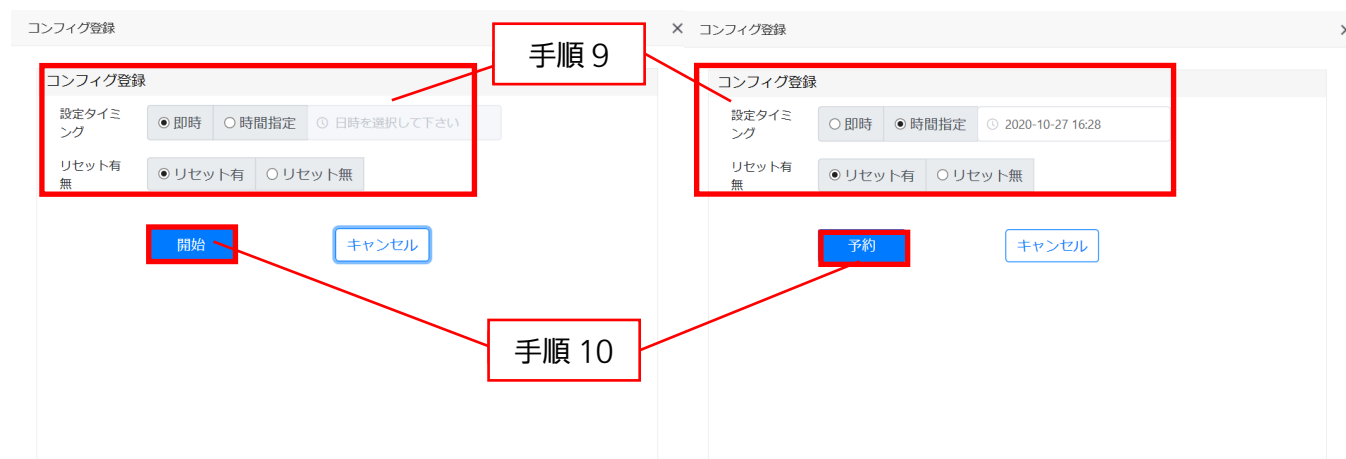 コンフィグ登録
×
手順 9
コンフィグ登録
設定タイミ
ング
即時
時間指定
日時を選択して下さい
リセット有
無
リセット有
リセット無
開始
キャンセル
手順 10
コンフィグ登録
×
コンフィグ登録
設定タイミ
ング
即時
時間指定
2020-10-27 16:28
リセット有
無
リセット有
リセット無
予約
キャンセル